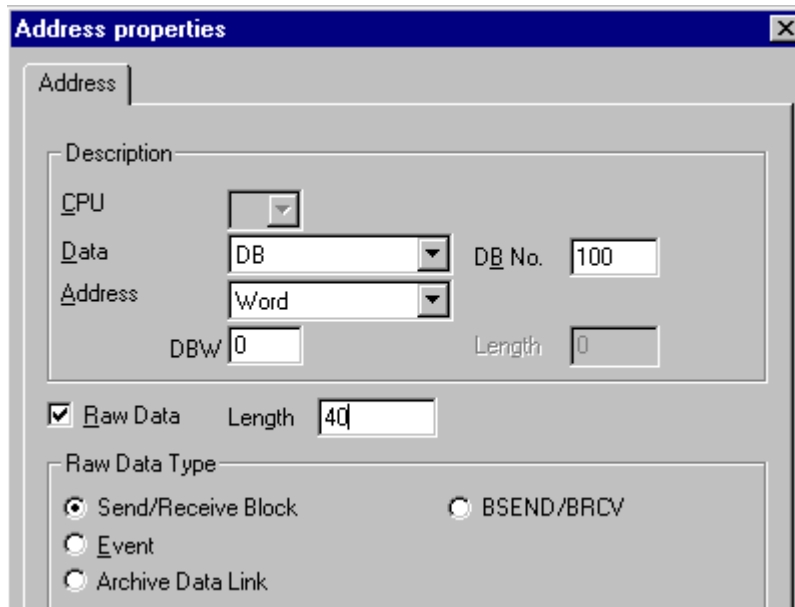 Address properties
Address
Description
CPU
Data DB DB No. 100
Address Word
DBW 0 Length 0
Raw Data Length 40
Raw Data Type
Send/Receive Block BSEND/BRCV
Event
Archive Data Link